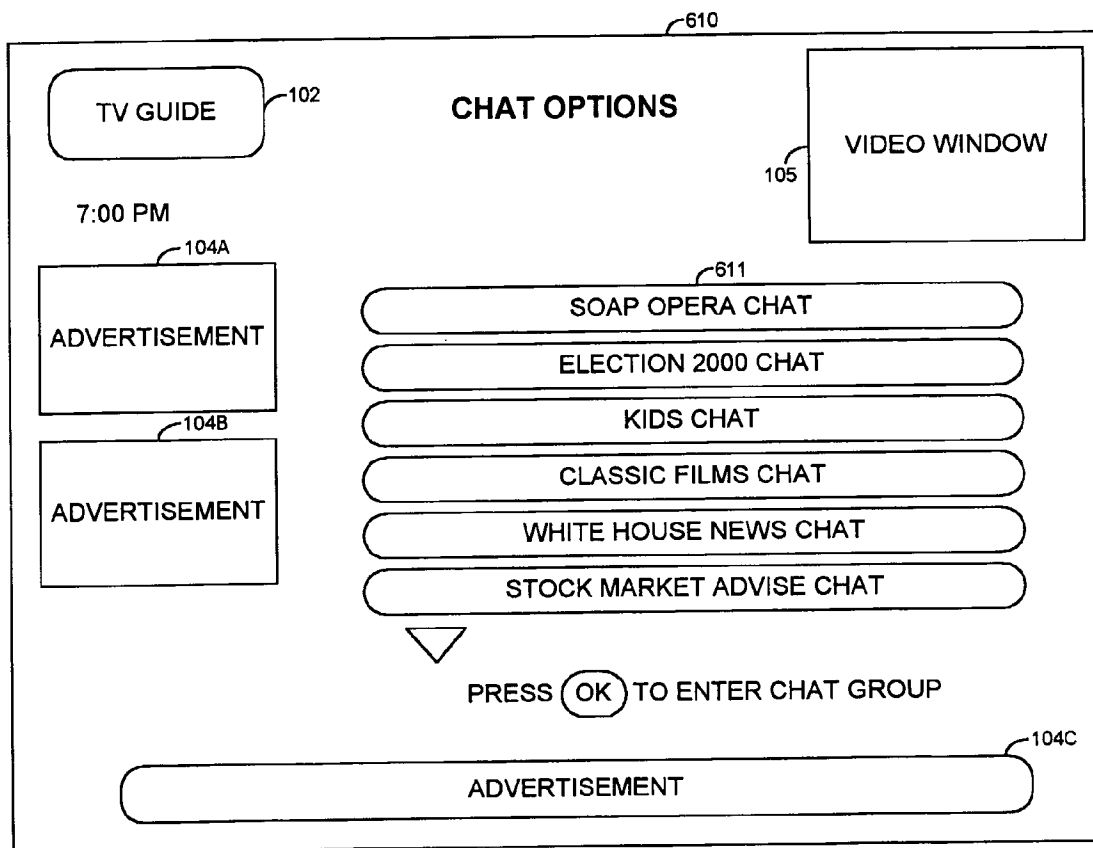 610
TV GUIDE
102
CHAT OPTIONS
VIDEO WINDOW
105
7:00 PM
104A
ADVERTISEMENT
104B
ADVERTISEMENT
611
SOAP OPERA CHAT
ELECTION 2000 CHAT
KIDS CHAT
CLASSIC FILMS CHAT
WHITE HOUSE NEWS CHAT
STOCK MARKET ADVISE CHAT
PRESS OK TO ENTER CHAT GROUP
104C
ADVERTISEMENT